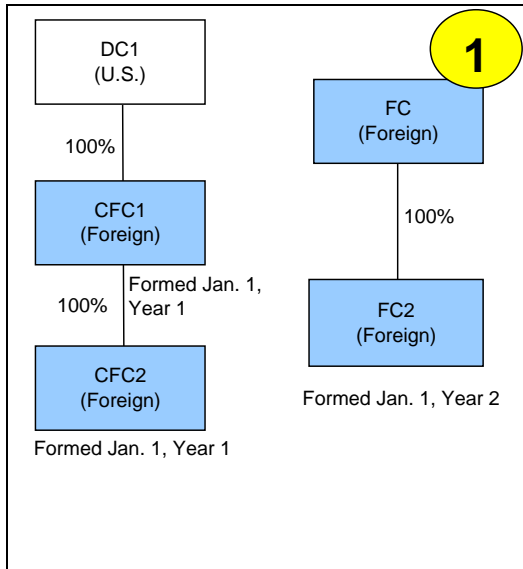 DC1
(U.S.)
1
FC
(Foreign)
100%
CFC1
(Foreign)
100%
Formed Jan. 1,
Year 1
100%
CFC2
(Foreign)
FC2
(Foreign)
Formed Jan. 1, Year 2
Formed Jan. 1, Year 1